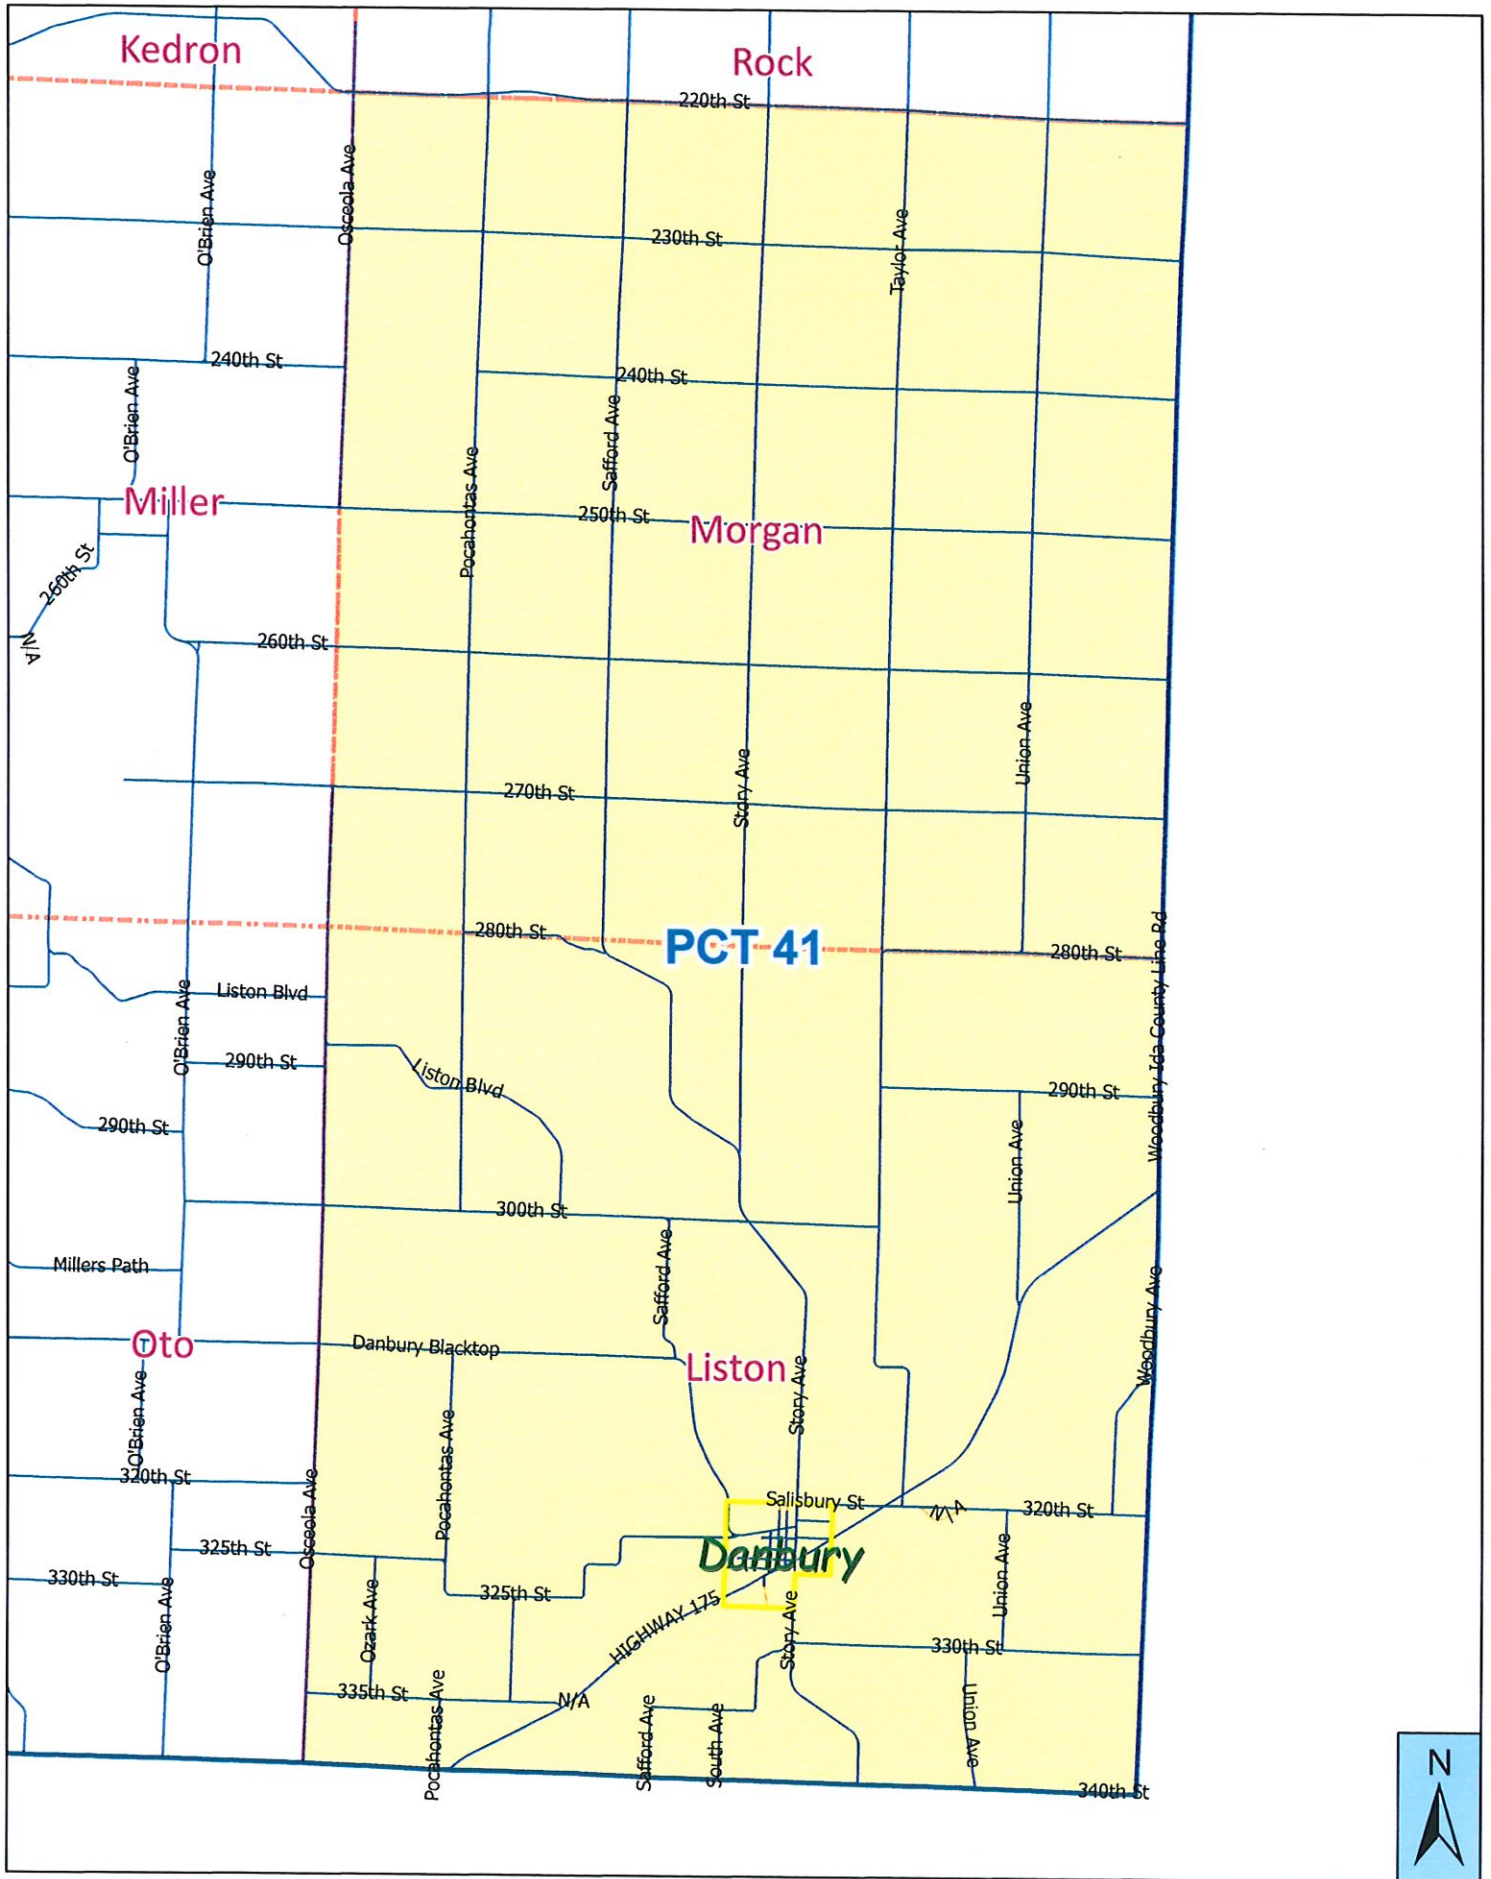 Kedron
Rock
220th St
O'Brien Ave
Osceola Ave
230th St
Taylor Ave
240th St
240th St
O'Brien Ave
Safford Ave
Pocahontas Ave
Miller
250th St
Morgan
260th St
N/A
260th St
Union Ave
Story Ave
270th St
280th St
PCT 41
280th St
Woodbury Ida County Line Rd
Liston Blvd
O'Brien Ave
290th St
Liston Blvd
290th St
290th St
Union Ave
300th St
Millers Path
Safford Ave
Woodbury Ave
Oto
Danbury Blacktop
Liston
Story Ave
O'Brien Ave
Pocahontas Ave
320th St
Osceola Ave
Salisbury St
N/A
320th St
325th St
Danbury
Union Ave
330th St
325th St
O'Brien Ave
Ozark Ave
HIGHWAY 175
Story Ave
330th St
335th St
N/A
Pocahontas Ave
Safford Ave
South Ave
Union Ave
340th St
N